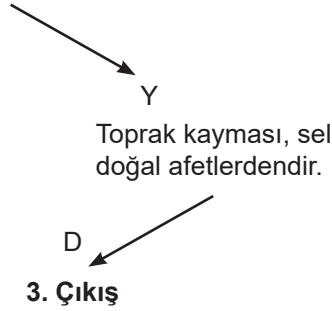 Y
Toprak kayması, sel
doğal afetlerdendir.
D
3. Çıkış